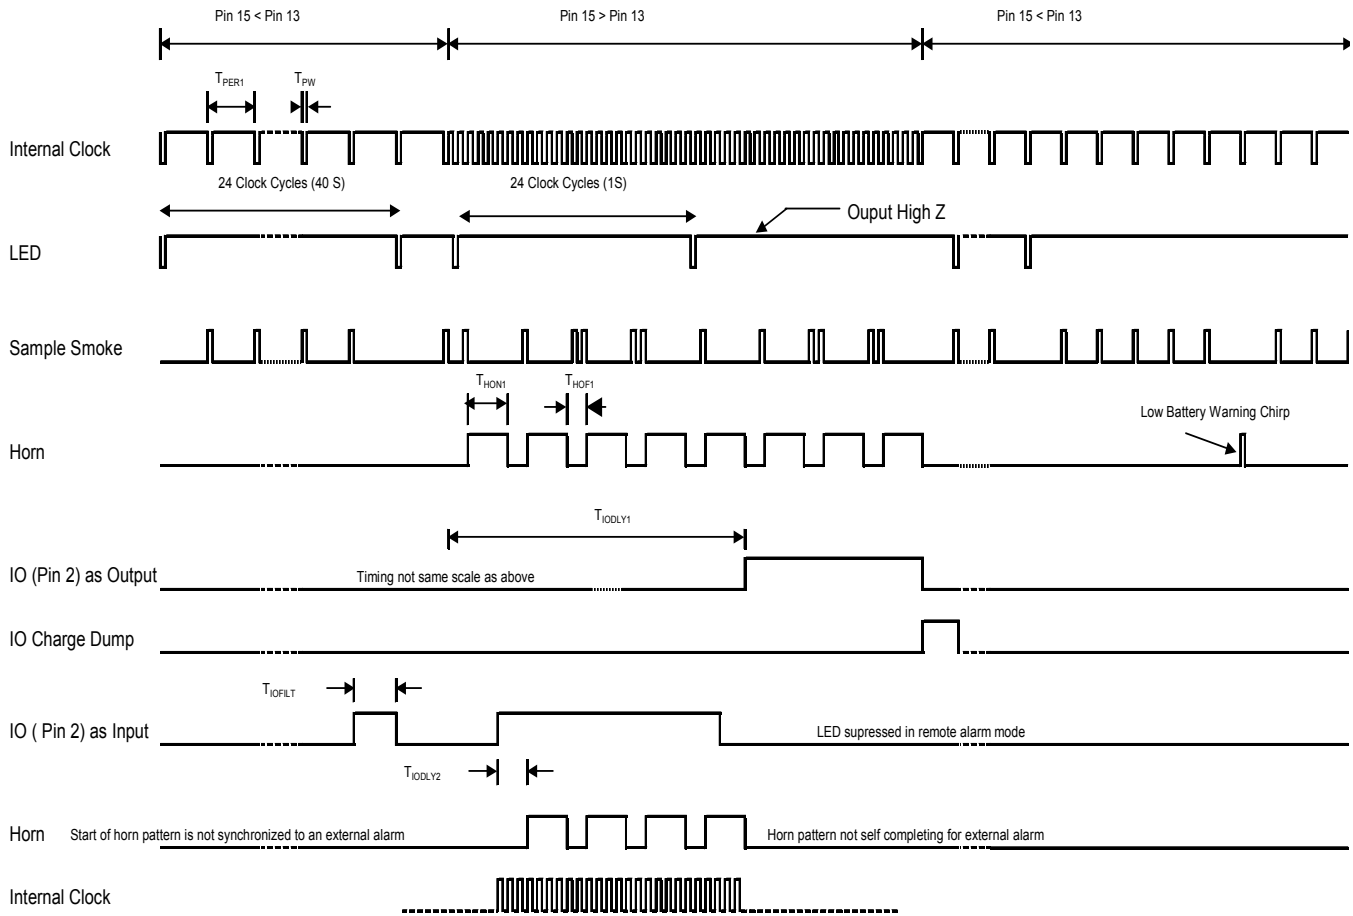 Pin 15 < Pin 13
Pin 15 > Pin 13
Pin 15 < Pin 13
TPER1
TPW
Internal Clock
24 Clock Cycles (40 S)
24 Clock Cycles (1S)
Ouput High Z
LED
Sample Smoke
THON1
THOF1
Low Battery Warning Chirp
Horn
TIODLY1
IO (Pin 2) as Output
Timing not same scale as above
IO Charge Dump
TIOFILT
IO ( Pin 2) as Input
LED supressed in remote alarm mode
TIODLY2
Horn
Start of horn pattern is not synchronized to an external alarm
Horn pattern not self completing for external alarm
Internal Clock